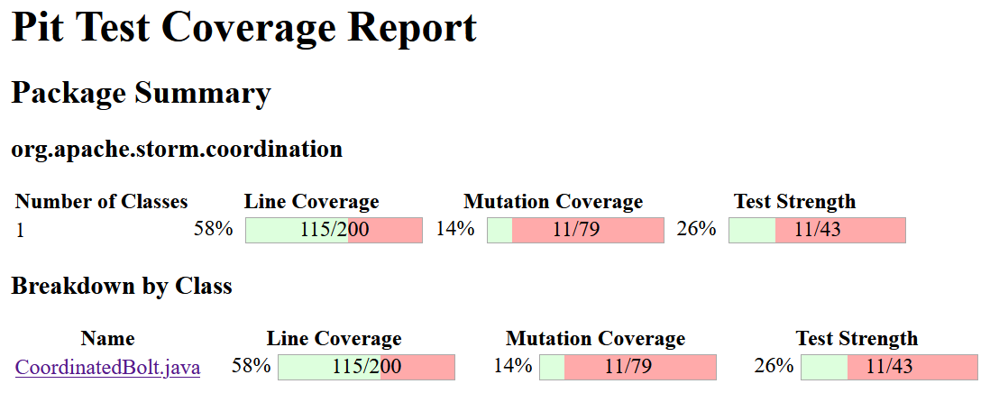 Pit Test Coverage Report
Package Summary
org.apache.storm.coordination
Number of Classes Line Coverage Mutation Coverage Test Strength
1 58% 115/200 14% 11/79 26% 11/43
Breakdown by Class
Name Line Coverage Mutation Coverage Test Strength
CoordinatedBolt.java 58% 115/200 14% 11/79 26% 11/43